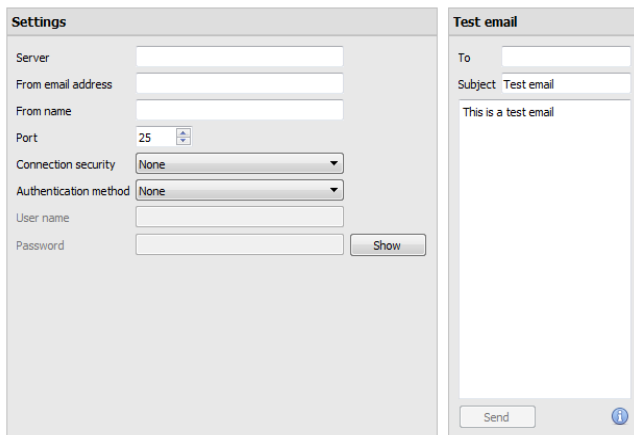 Settings
Server
From email address
From name
Port 25
Connection security None
Authentication method None
User name
Password Show
Test email
To
Subject Test email
This is a test email
Send